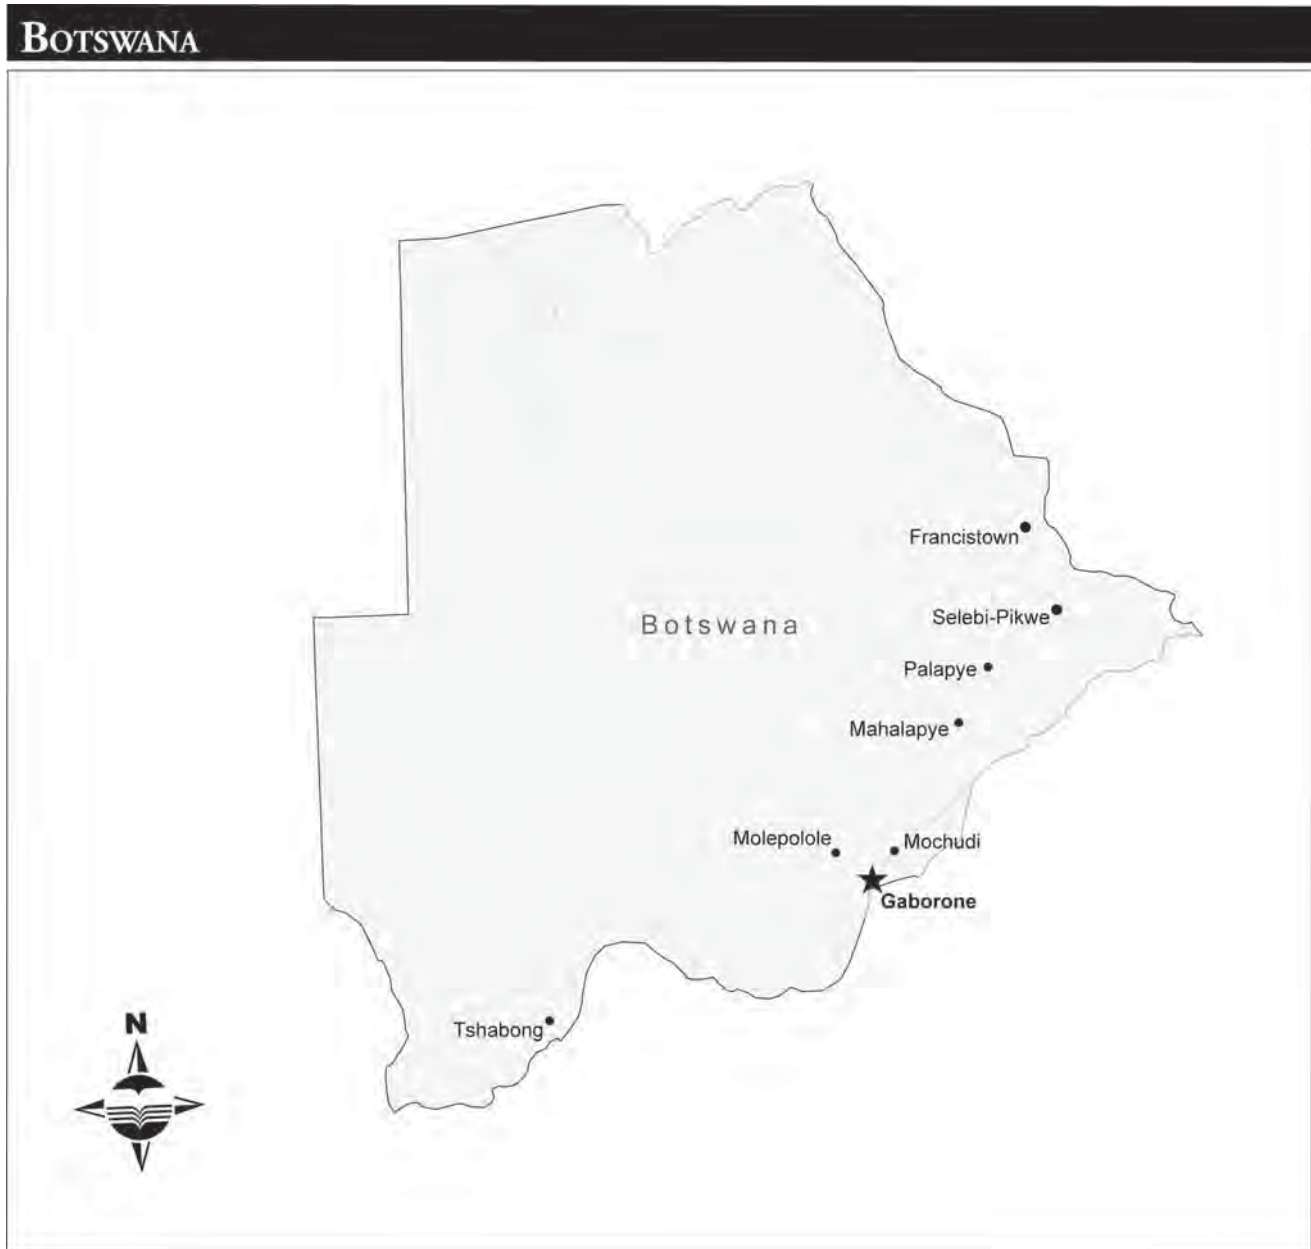 BOTSWANA
Francistown
Selebi-Pikwe
Botswana
Palapye
Mahalapye
Molepolole
Mochudi
Gaborone
N
Tshabong